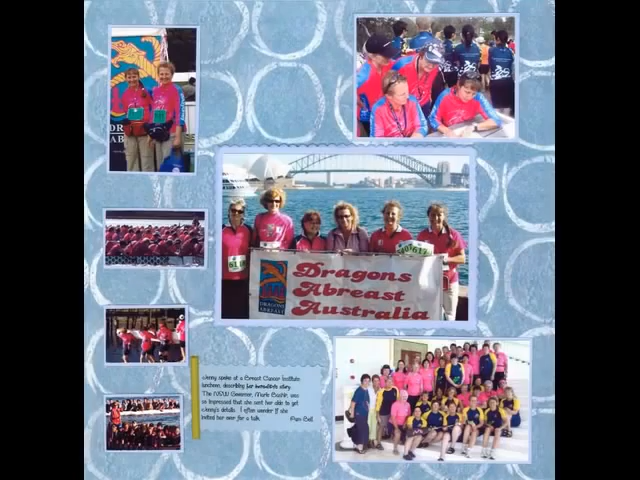 Dragons
Abreast
Australia
DRAGONS
ABREAST
Jenny spoke at a Breast Cancer Institute
luncheon, describing her story.
The NSW Governor, Marie Bashir, was
so impressed that she sent her aide to get
Jenny's details. I often wonder if she
invited her over for a talk. Pam Bell